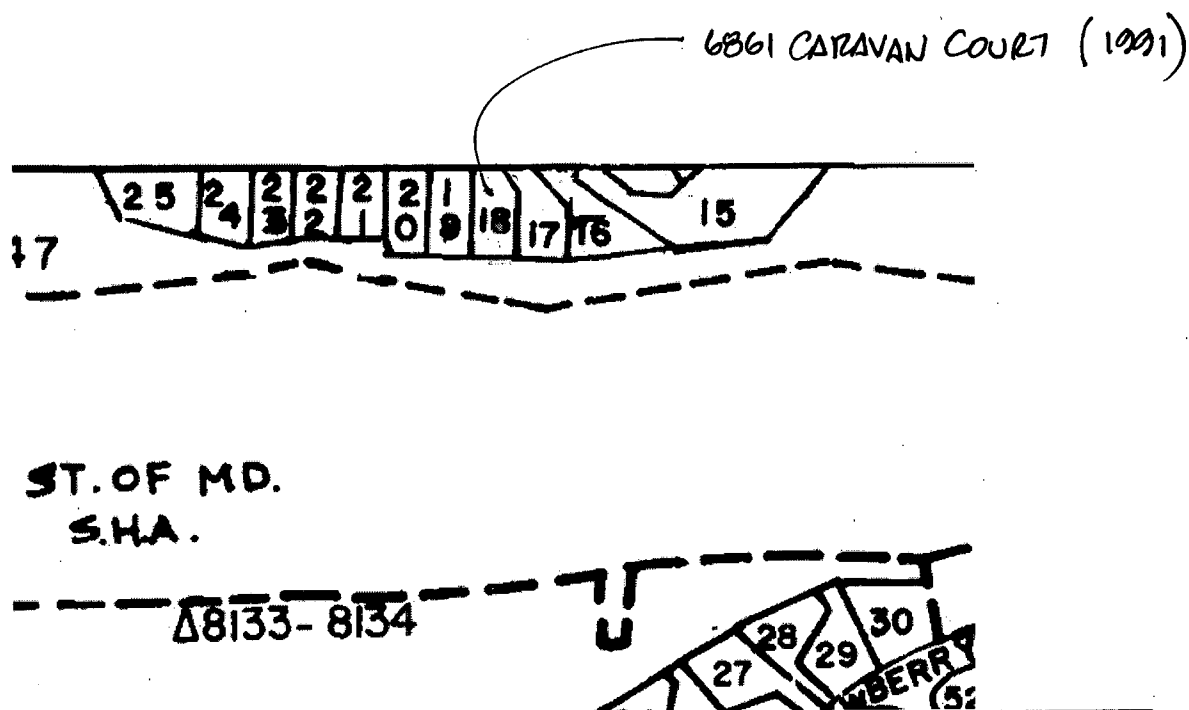 6861 CARAVAN COURT (1991)
25 24 23 22 21 20 19 18 17 16 15
17
ST. OF MD.
S.H.A.
Δ8133-8134
30
28
29
27
BERRY